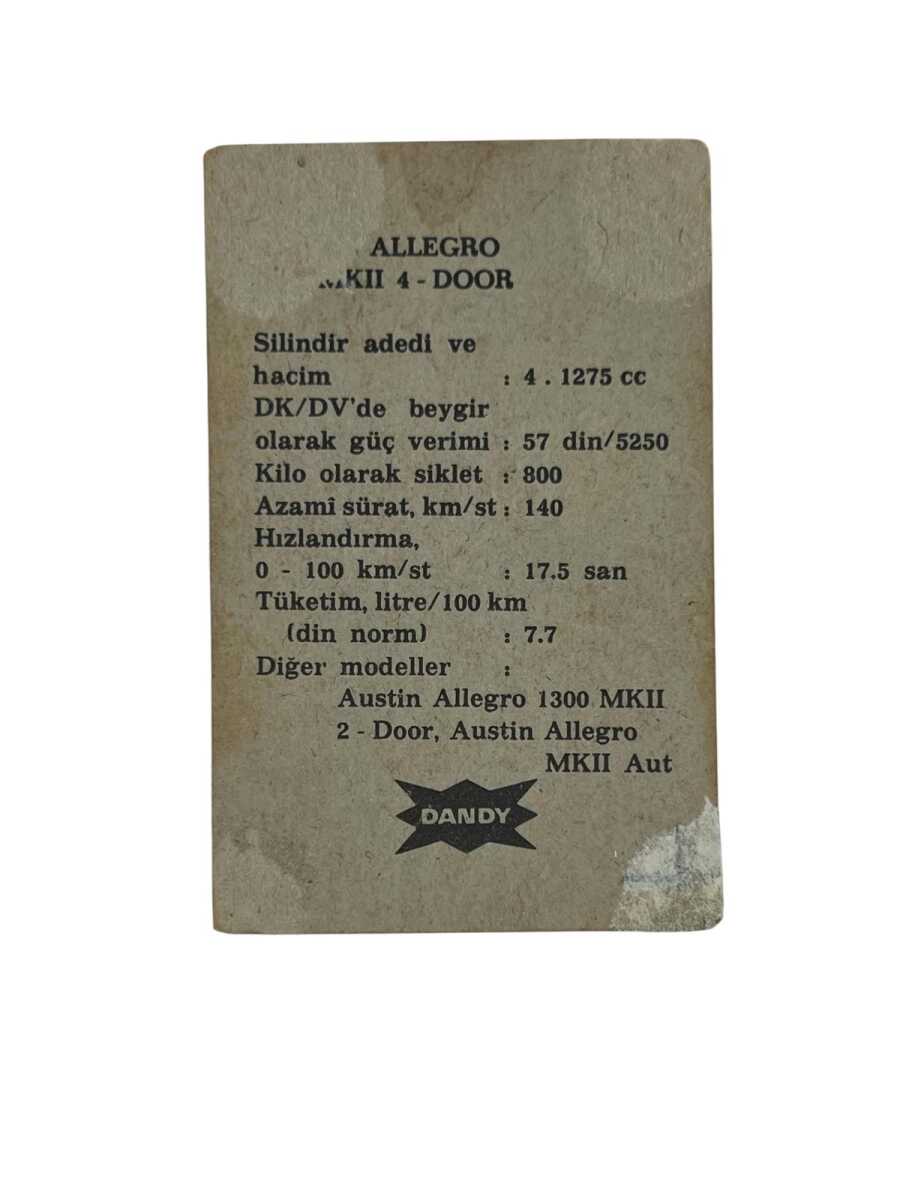 ALLEGRO
MKII 4 - DOOR
Silindir adedi ve
hacim : 4 . 1275 cc
DK/DV'de beygir
olarak güç verimi : 57 din/5250
Kilo olarak siklet : 800
Azamî sürat, km/st : 140
Hızlandırma,
0 - 100 km/st : 17.5 san
Tüketim, litre/100 km
(din norm) : 7.7
Diğer modeller :
Austin Allegro 1300 MKII
2 - Door, Austin Allegro
MKII Aut
DANDY